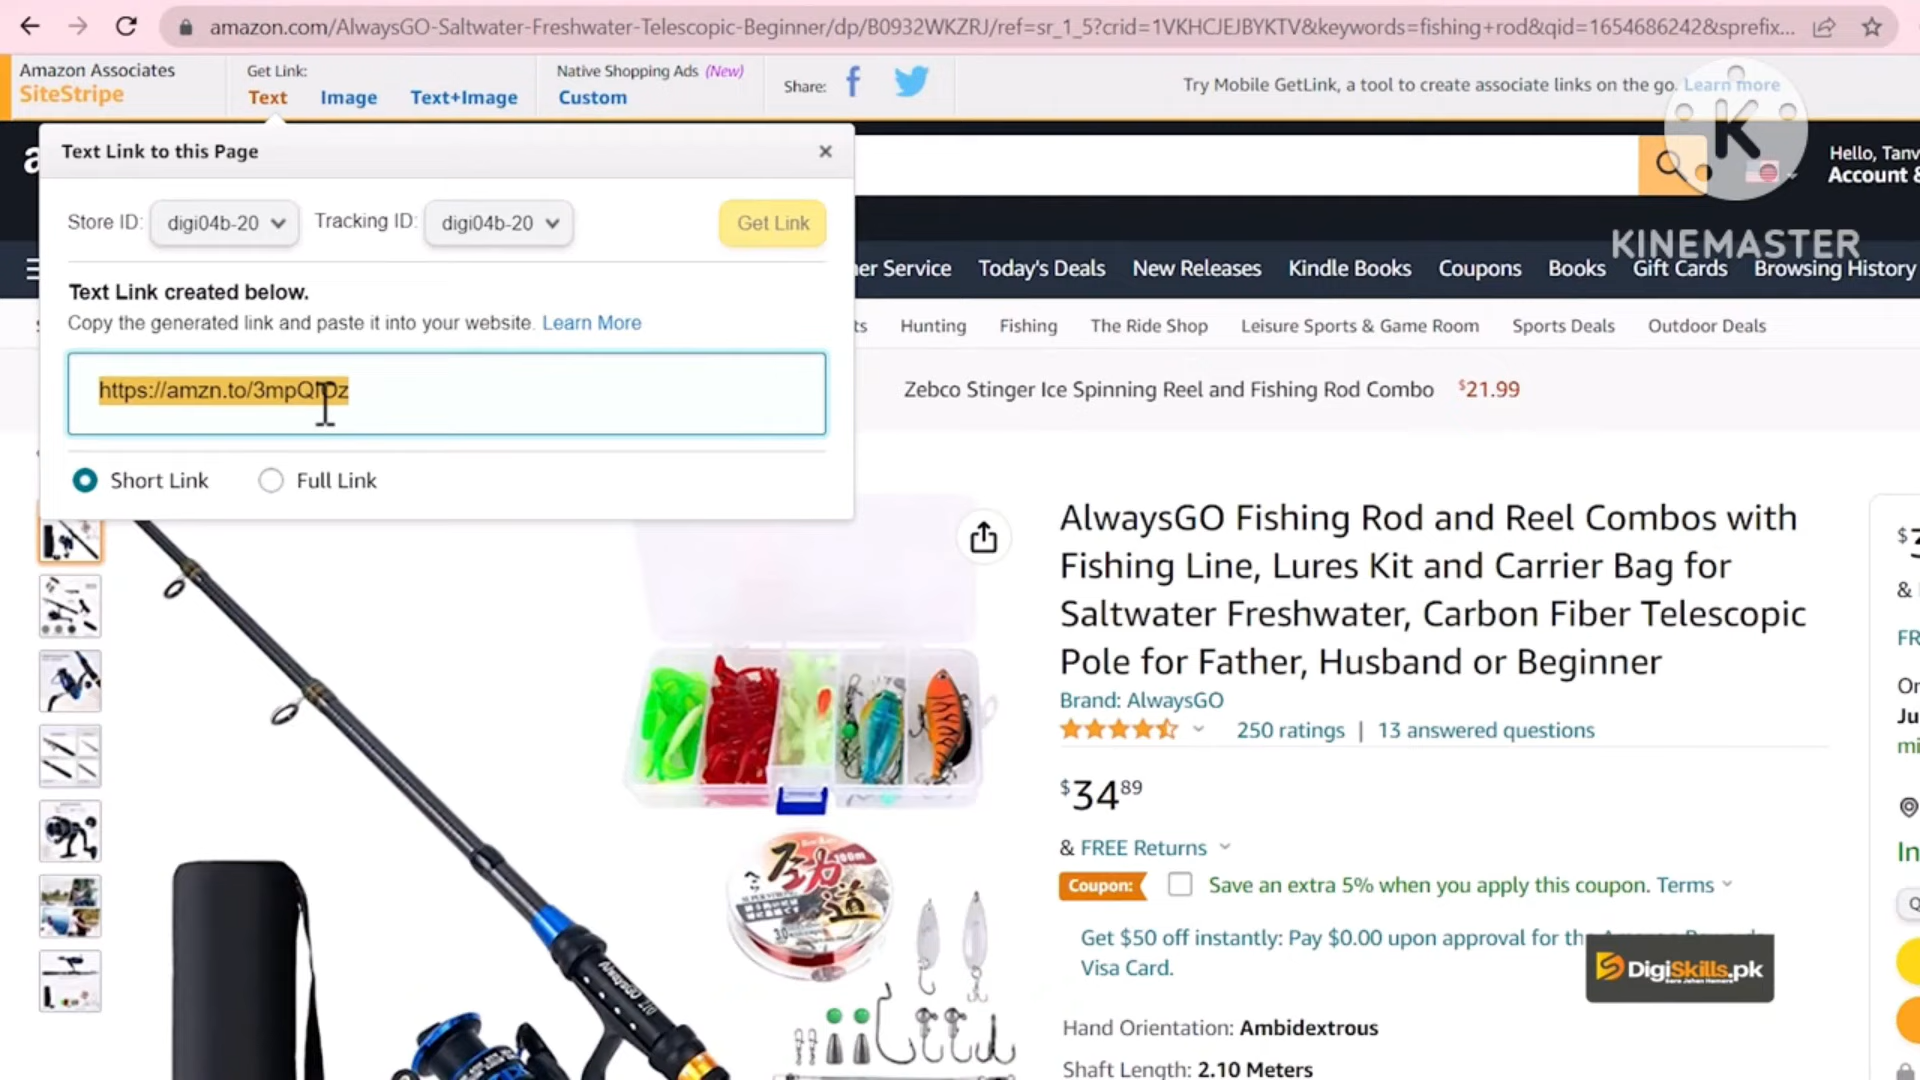 amazon.com/AlwaysGO-Saltwater-Freshwater-Telescopic-Beginner/dp/B0932WKZRJ/ref=sr_1_5?crid=1VKHCJEJBYKTV&keywords=fishing+rod&qid=1654686242&sprefix...
Amazon Associates
SiteStripe
Get Link:
Text Image Text+Image
Native Shopping Ads (New)
Custom
Share:
Try Mobile GetLink, a tool to create associate links on the go. Learn more
Text Link to this Page
Store ID: digi04b-20 Tracking ID: digi04b-20 Get Link
Text Link created below.
Copy the generated link and paste it into your website. Learn More
Short Link Full Link
K
KINEMASTER
Hello, Tanv
Account &
er Service Today's Deals New Releases Kindle Books Coupons Books Gift Cards Browsing History
ts Hunting Fishing The Ride Shop Leisure Sports & Game Room Sports Deals Outdoor Deals
Zebco Stinger Ice Spinning Reel and Fishing Rod Combo $21.99
AlwaysGO Fishing Rod and Reel Combos with
Fishing Line, Lures Kit and Carrier Bag for
Saltwater Freshwater, Carbon Fiber Telescopic
Pole for Father, Husband or Beginner
Brand: AlwaysGO
250 ratings | 13 answered questions
$34 89
& FREE Returns
Coupon: Save an extra 5% when you apply this coupon. Terms
Get $50 off instantly: Pay $0.00 upon approval for the
Visa Card.
DigiSkills.pk
Hand Orientation: Ambidextrous
Shaft Length: 2.10 Meters
AlwaysGO
100m
道